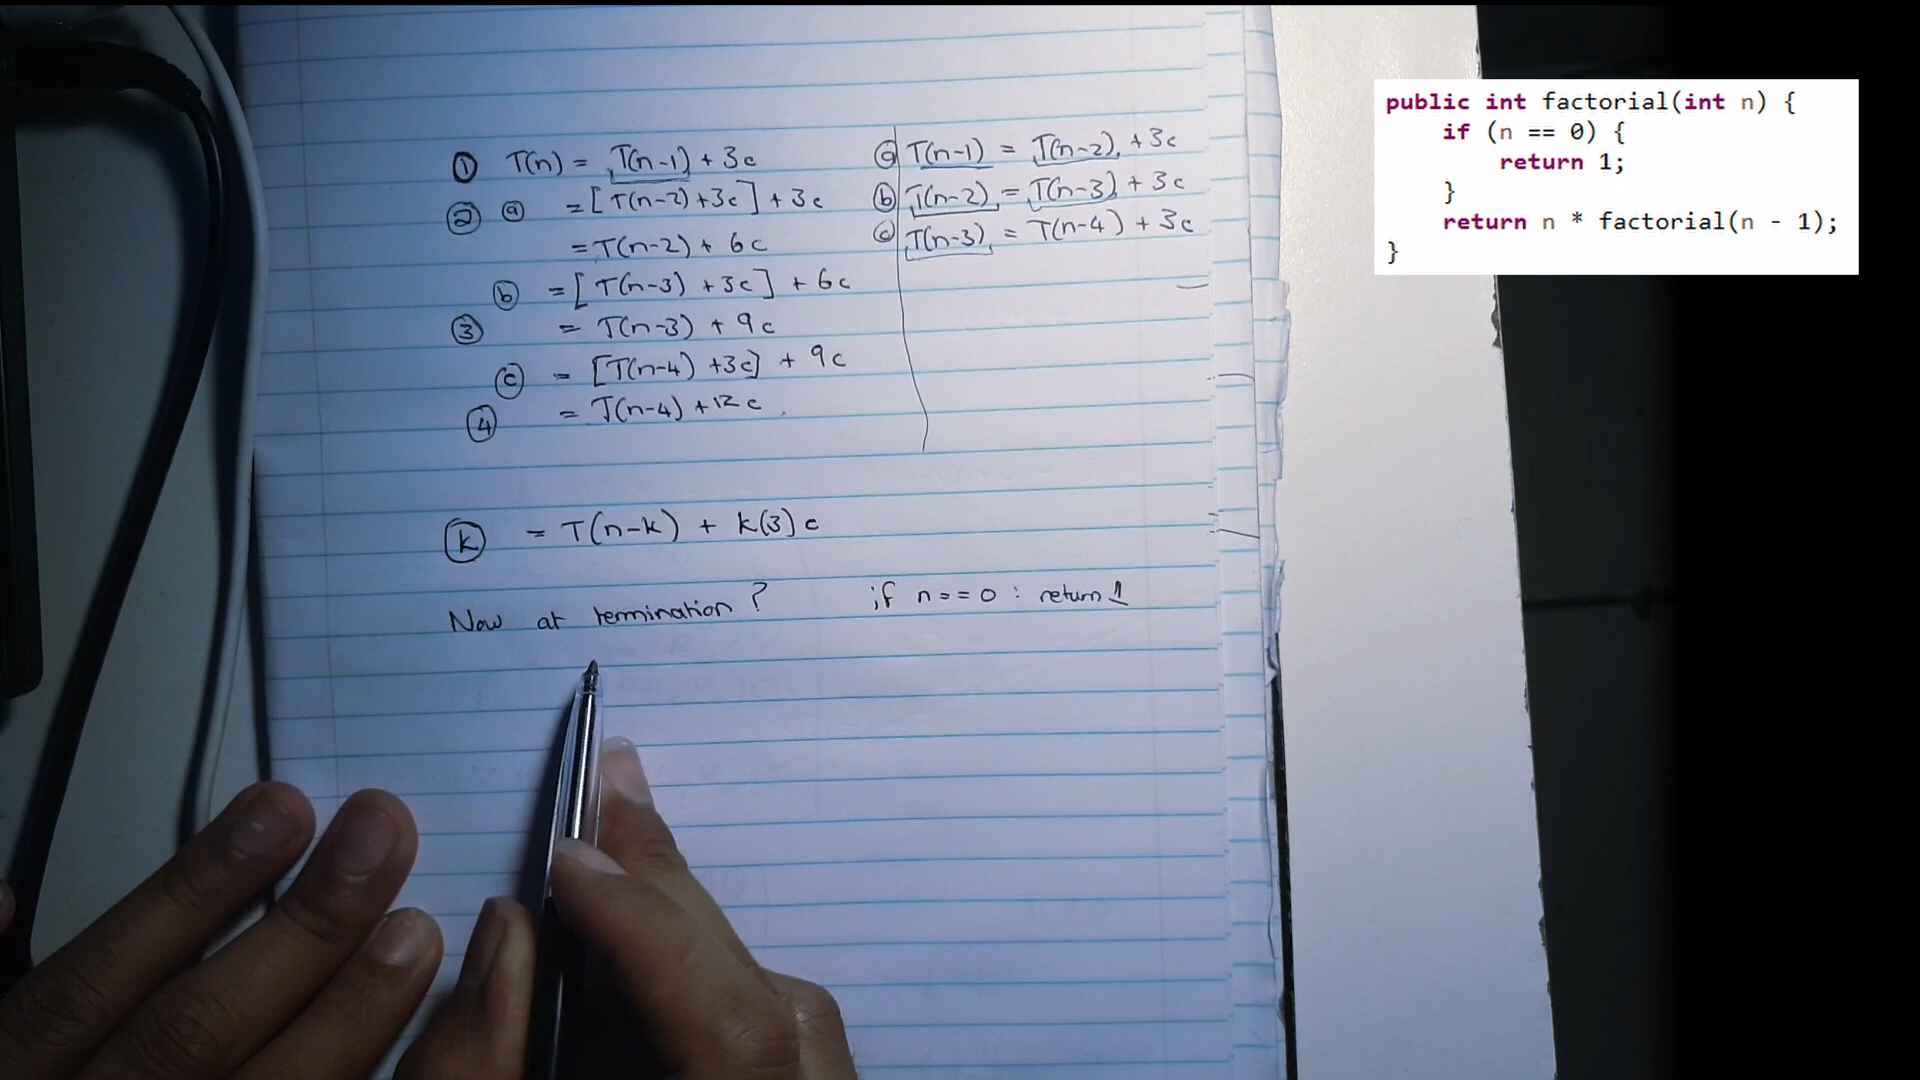 ① T(n) = T(n-1) + 3c
② ⓐ = [T(n-2) + 3c] + 3c
= T(n-2) + 6c
ⓑ = [T(n-3) + 3c] + 6c
③ = T(n-3) + 9c
ⓒ = [T(n-4) + 3c] + 9c
④ = T(n-4) + 12c
ⓐ T(n-1) = T(n-2) + 3c
ⓑ T(n-2) = T(n-3) + 3c
ⓒ T(n-3) = T(n-4) + 3c
ⓚ = T(n-k) + k(3)c
Now at termination? if n == 0 : return 1
public int factorial(int n) {
if (n == 0) {
return 1;
}
return n * factorial(n - 1);
}